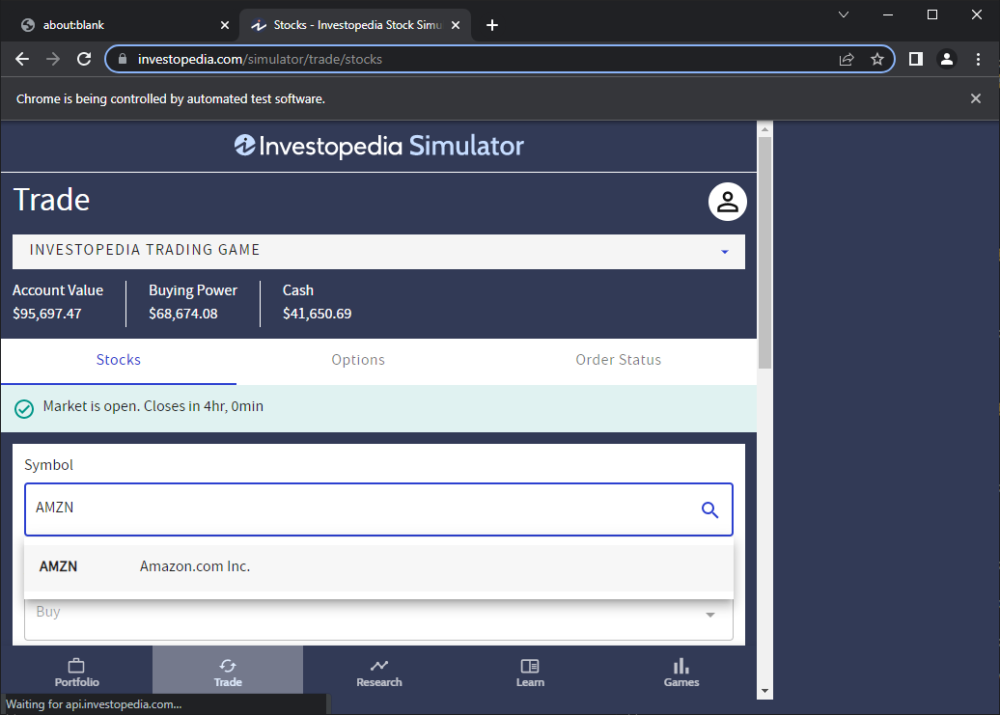 about:blank
Stocks - Investopedia Stock Simu
investopedia.com/simulator/trade/stocks
Chrome is being controlled by automated test software.
Investopedia Simulator
Trade
INVESTOPEDIA TRADING GAME
Account Value Buying Power Cash
$95,697.47 $68,674.08 $41,650.69
Stocks Options Order Status
Market is open. Closes in 4hr, 0min
Symbol
AMZN
AMZN Amazon.com Inc.
Buy
Portfolio Trade Research Learn Games
Waiting for api.investopedia.com...